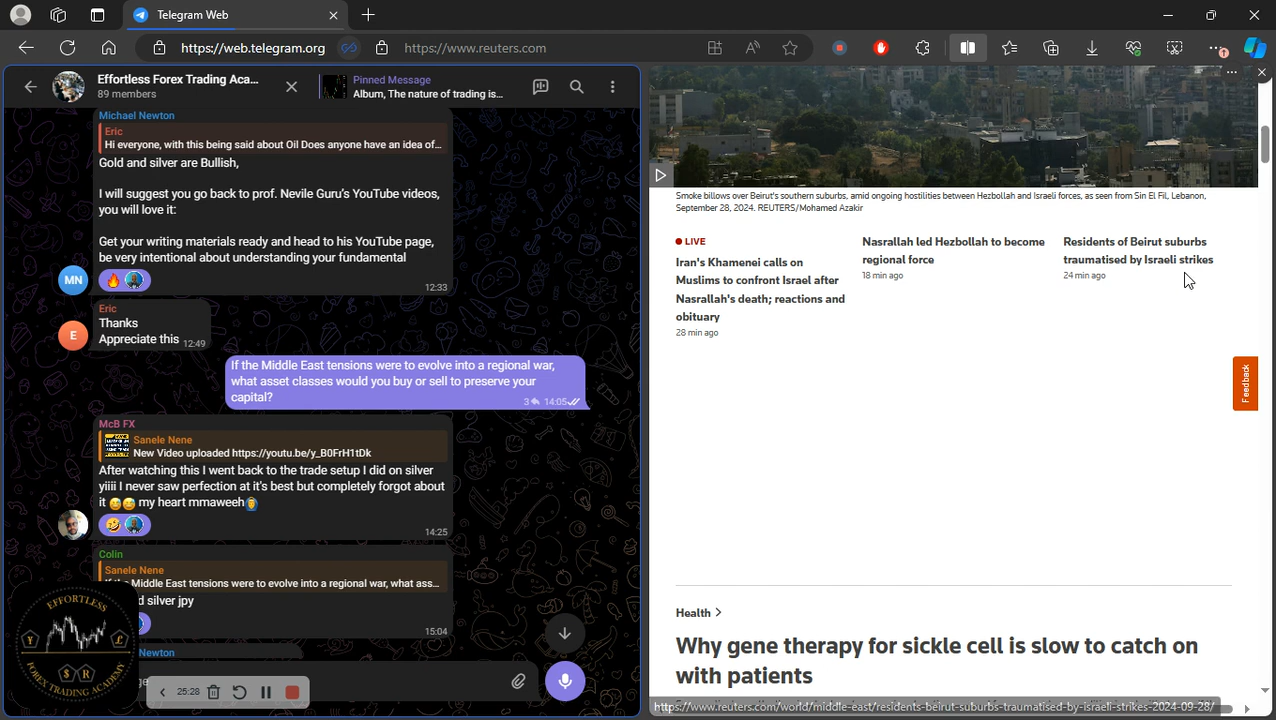 Telegram Web
https://web.telegram.org
https://www.reuters.com
Effortless Forex Trading Aca...
89 members
Pinned Message
Album, The nature of trading is...
Michael Newton
Eric
Hi everyone, with this being said about Oil Does anyone have an idea of...
Gold and silver are Bullish,
I will suggest you go back to prof. Nevile Guru's YouTube videos,
you will love it:
Get your writing materials ready and head to his YouTube page,
be very intentional about understanding your fundamental
MN
12:33
Eric
Thanks
Appreciate this 12:49
E
If the Middle East tensions were to evolve into a regional war,
what asset classes would you buy or sell to preserve your
capital?
3 14:05
McB FX
Sanele Nene
New Video uploaded https://youtu.be/y_B0FrH1tDk
After watching this I went back to the trade setup I did on silver
yiiii I never saw perfection at it's best but completely forgot about
it 😅😅 my heart mmaweeh
14:25
Colin
Sanele Nene
Middle East tensions were to evolve into a regional war, what ass...
silver jpy
15:04
Newton
EFFORTLESS
FOREX TRADING ACADEMY
¥ £ $ R
25:28
Smoke billows over Beirut's southern suburbs, amid ongoing hostilities between Hezbollah and Israeli forces, as seen from Sin El Fil, Lebanon,
September 28, 2024. REUTERS/Mohamed Azakir
LIVE
Iran's Khamenei calls on
Muslims to confront Israel after
Nasrallah's death; reactions and
obituary
28 min ago
Nasrallah led Hezbollah to become
regional force
18 min ago
Residents of Beirut suburbs
traumatised by Israeli strikes
24 min ago
Feedback
Health >
Why gene therapy for sickle cell is slow to catch on
with patients
https://www.reuters.com/world/middle-east/residents-beirut-suburbs-traumatised-by-israeli-strikes-2024-09-28/